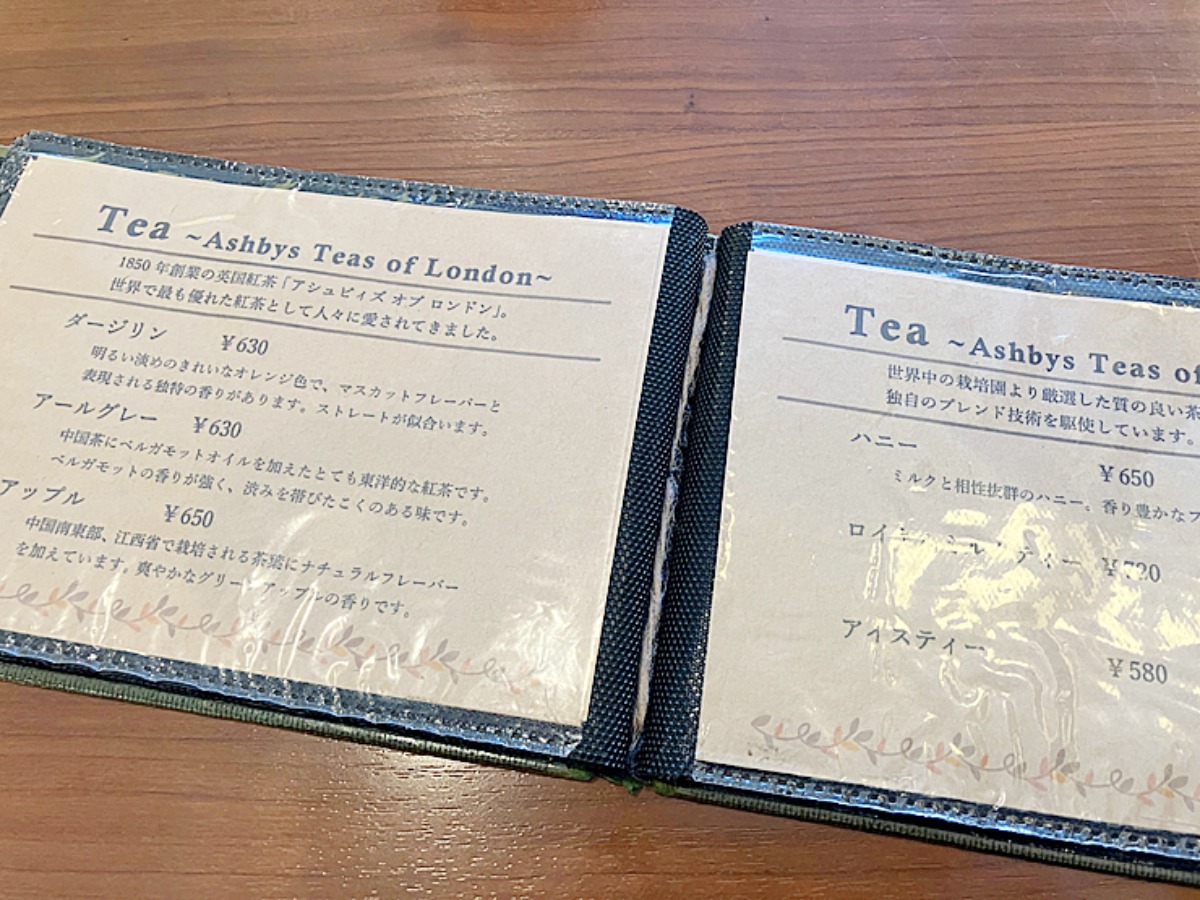 Tea ~Ashbys Teas of London~
1850 年創業の英国紅茶「アシュビィズ オブ ロンドン」。
世界で最も優れた紅茶として人々に愛されてきました。
ダージリン ¥630
明るい淡めのきれいなオレンジ色で、マスカットフレーバーと
表現される独特の香りがあります。ストレートが似合います。
アールグレー ¥630
中国茶にベルガモットオイルを加えたとても東洋的な紅茶です。
ベルガモットの香りが強く、渋みを帯びたこくのある味です。
アップル ¥650
中国南東部、江西省で栽培される茶葉にナチュラルフレーバー
を加えています。爽やかなグリーンアップルの香りです。
Tea ~Ashbys Teas of
世界中の栽培園より厳選した質の良い茶
独自のブレンド技術を駆使しています。
ハニー ¥650
ミルクと相性抜群のハニー。香り豊かなフ
ティー ¥720
アイスティー ¥580